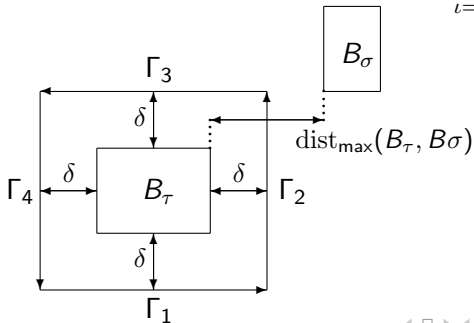 ι=
B_σ
Γ_3
δ
dist_max(B_τ, Bσ)
Γ_4
δ
B_τ
δ
Γ_2
δ
Γ_1